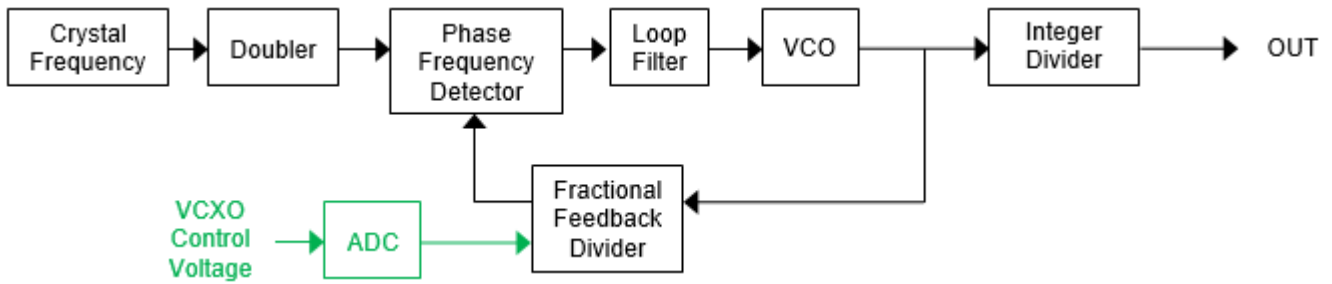 Crystal
Frequency
Doubler
Phase
Frequency
Detector
Loop
Filter
VCO
Integer
Divider
OUT
Fractional
Feedback
Divider
VCXO
Control
Voltage
ADC